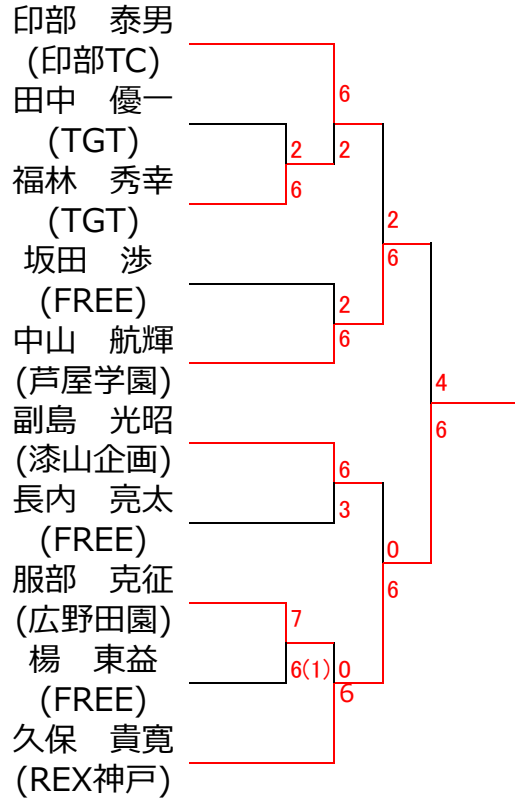 印部　泰男
(印部TC)
田中　優一
(TGT)
福林　秀幸
(TGT)
坂田　渉
(FREE)
中山　航輝
(芦屋学園)
副島　光昭
(漆山企画)
長内　亮太
(FREE)
服部　克征
(広野田園)
楊　東益
(FREE)
久保　貴寛
(REX神戸)
6
2
2
6
2
6
2
6
4
6
6
3
0
6
7
6(1)
0
6